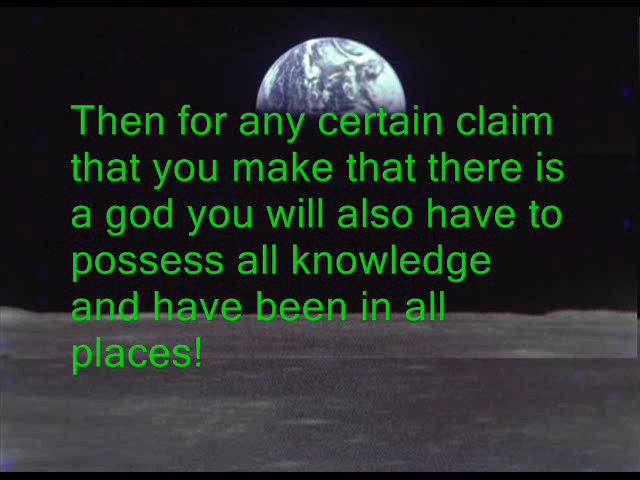 Then for any certain claim
that you make that there is
a god you will also have to
possess all knowledge
and have been in all
places!